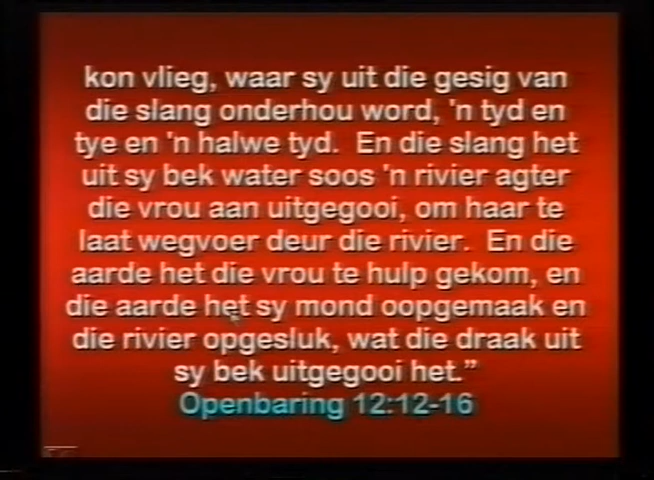 kon vlieg, waar sy uit die gesig van
die slang onderhou word, 'n tyd en
tye en 'n halwe tyd. En die slang het
uit sy bek water soos 'n rivier agter
die vrou aan uitgegooi, om haar te
laat wegvoer deur die rivier. En die
aarde het die vrou te hulp gekom, en
die aarde het sy mond oopgemaak en
die rivier opgesluk, wat die draak uit
sy bek uitgegooi het.”
Openbaring 12:12-16